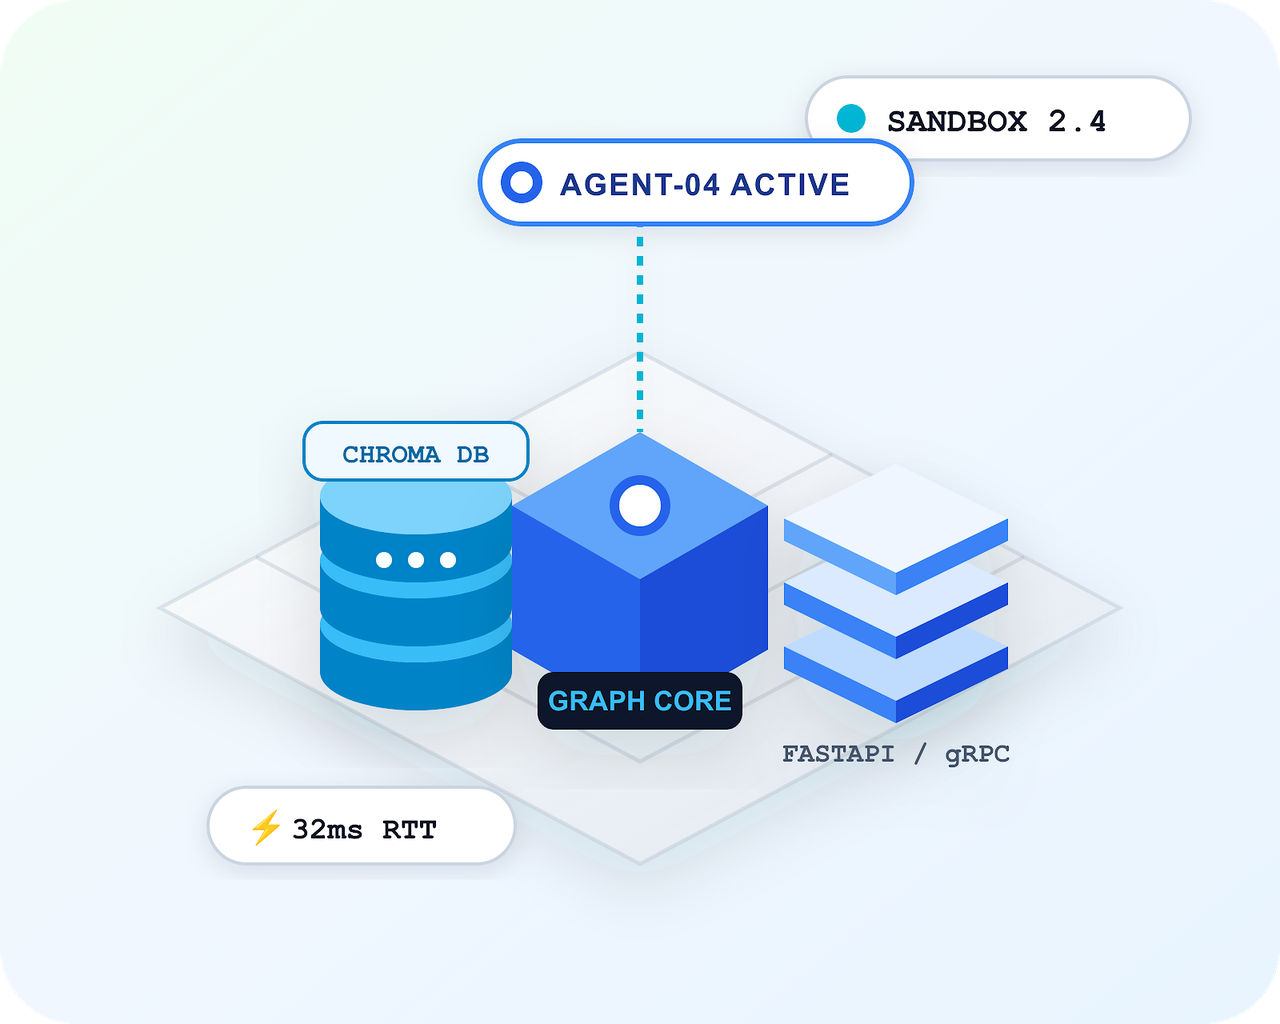 SANDBOX 2.4
AGENT-04 ACTIVE
CHROMA DB
GRAPH CORE
FASTAPI / gRPC
⚡ 32ms RTT